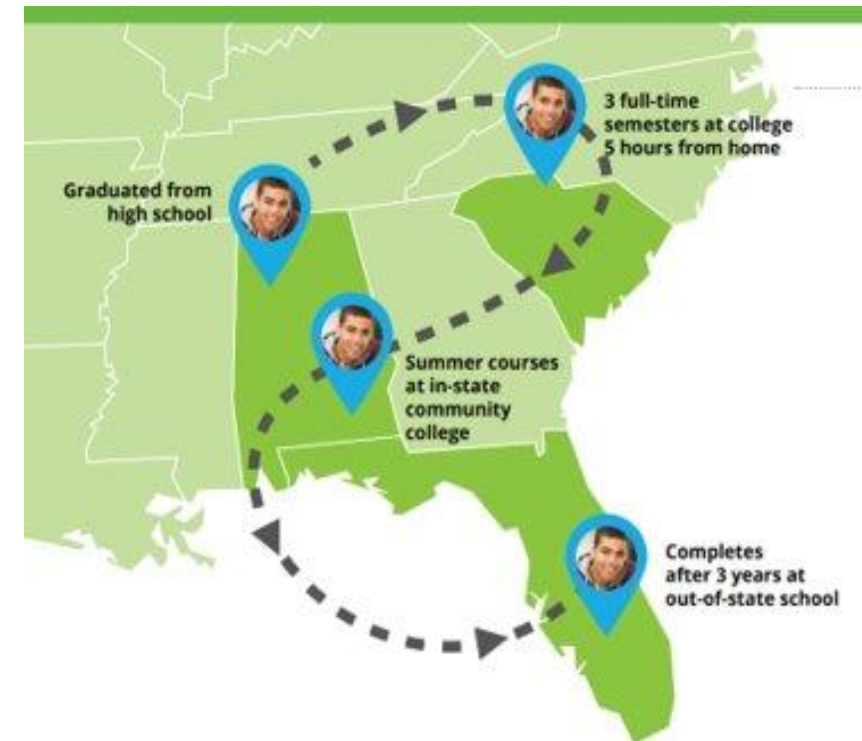 3 full-time
semesters at college
5 hours from home
Graduated from
high school
Summer courses
at in-state
community
college
Completes
after 3 years at
out-of-state school